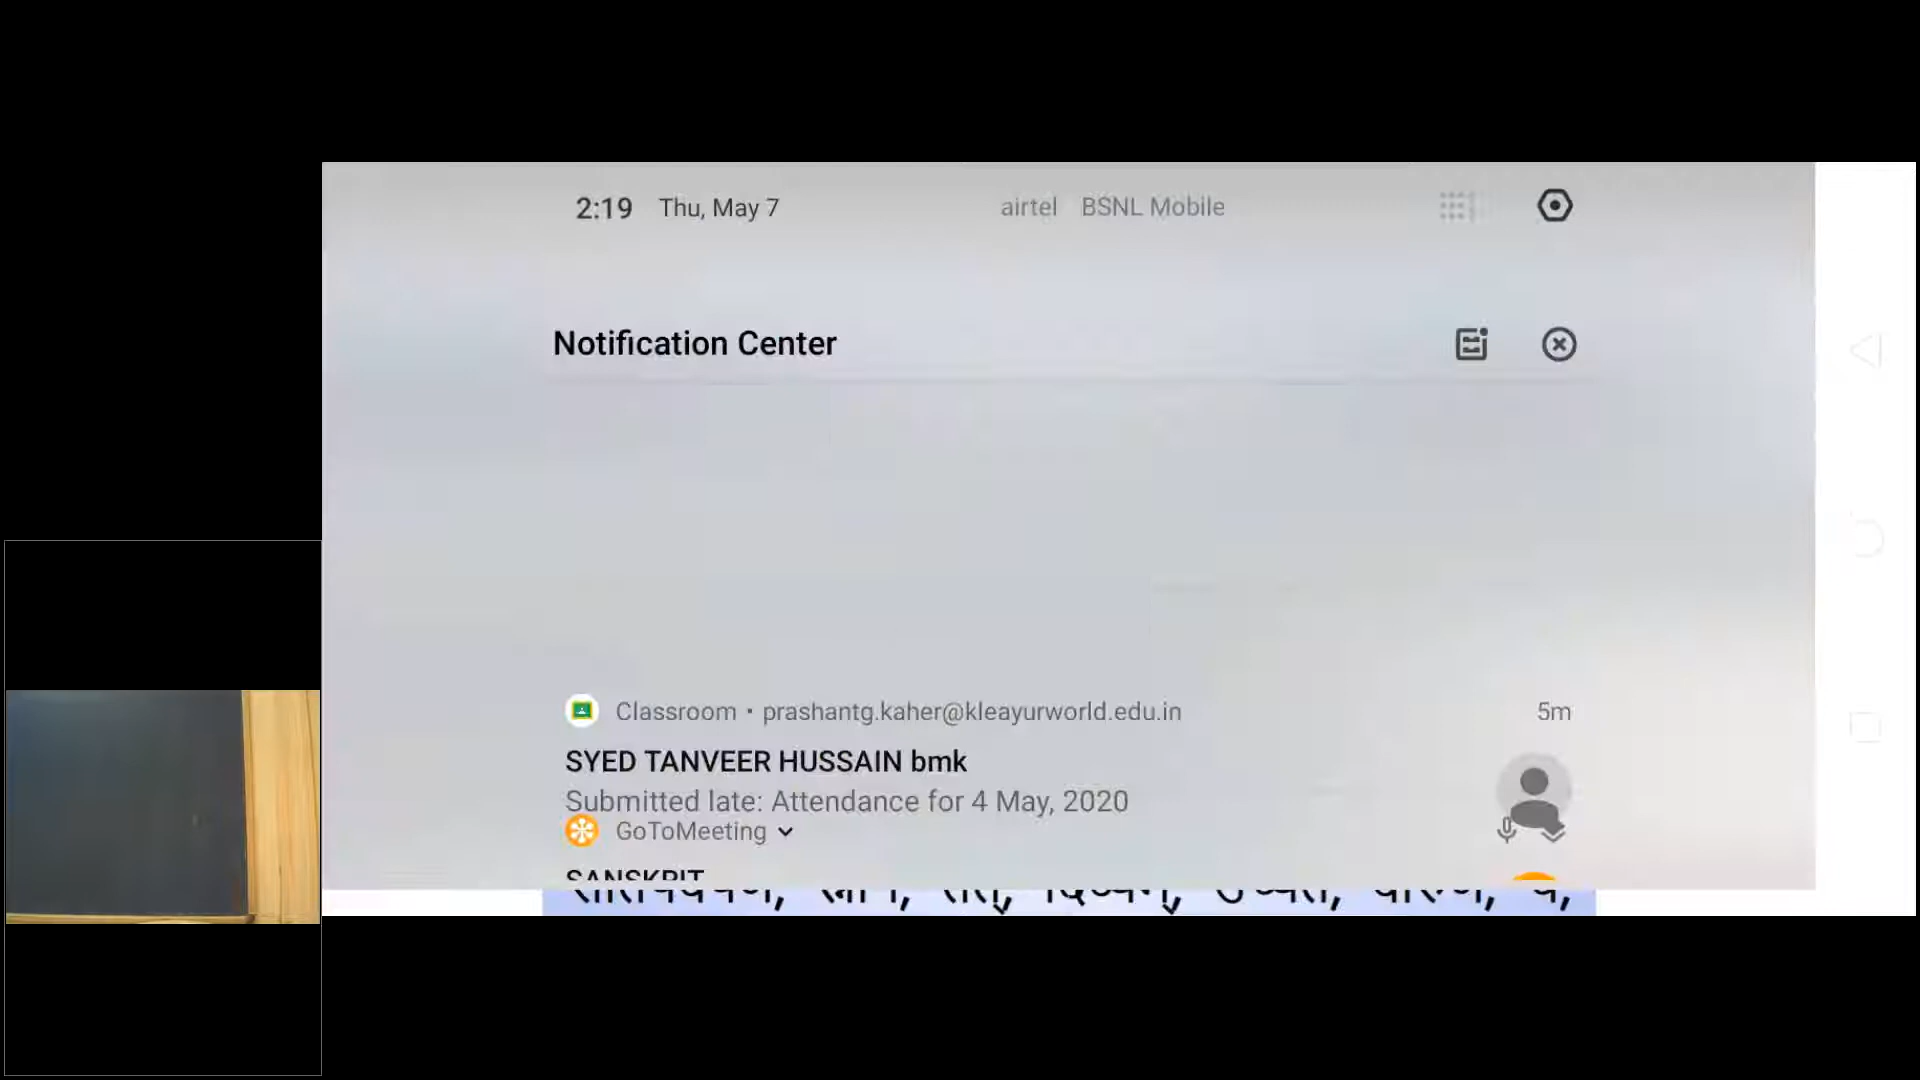 2:19 Thu, May 7 airtel BSNL Mobile
Notification Center
Classroom • prashantg.kaher@kleayurworld.edu.in 5m
SYED TANVEER HUSSAIN bmk
Submitted late: Attendance for 4 May, 2020
GoToMeeting
SANSKRIT